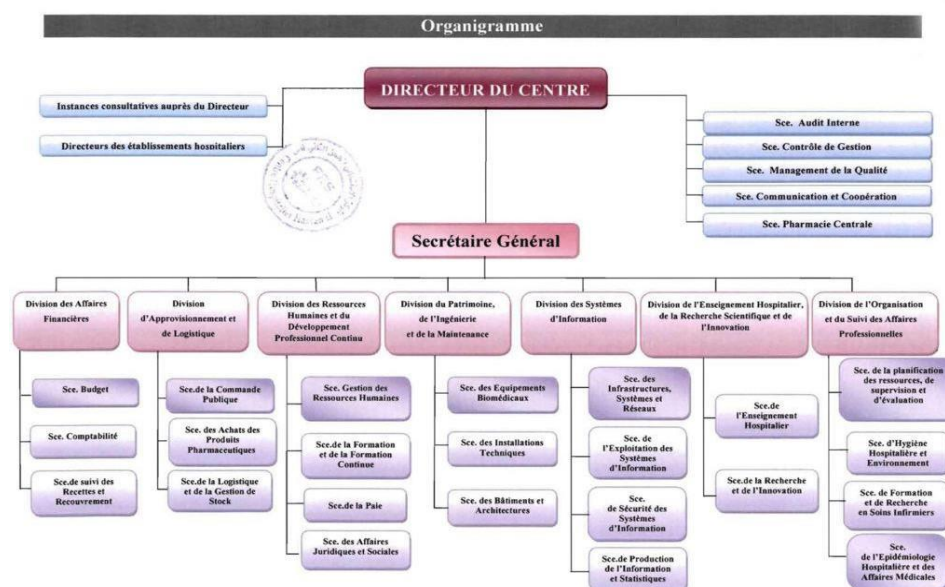 Organigramme
DIRECTEUR DU CENTRE
Instances consultatives auprès du Directeur
Directeurs des établissements hospitaliers
Sce. Audit Interne
Sce. Contrôle de Gestion
Sce. Management de la Qualité
Sce. Communication et Coopération
Sce. Pharmacie Centrale
Secrétaire Général
Division des Affaires
Financières
Sce. Budget
Sce. Comptabilité
Sce.de suivi des
Recettes et
Recouvrement
Division
d'Approvisionnement et
de Logistique
Sce.de la Commande
Publique
Sce. des Achats des
Produits
Pharmaceutiques
Sce.de la Logistique
et de la Gestion de
Stock
Division des Ressources
Humaines et du
Développement
Professionnel Continu
Sce. Gestion des
Ressources Humaines
Sce.de la Formation
et de la Formation
Continue
Sce.de la Paie
Sce. des Affaires
Juridiques et Sociales
Division du Patrimoine,
de l'Ingénierie
et de la Maintenance
Sce. des Equipements
Biomédicaux
Sce. des Installations
Techniques
Sce. des Bâtiments et
Architectures
Division des Systèmes
d'Information
Sce. des
Infrastructures,
Systèmes et
Réseaux
Sce. de
l'Exploitation des
Systèmes
d'Information
Sce.
de Sécurité des
Systèmes
d'Information
Sce.de Production
de l'Information
et Statistiques
Division de l'Enseignement Hospitalier,
de la Recherche Scientifique et de
l'Innovation
Sce.de
l'Enseignement
Hospitalier
Sce.de la Recherche
et de l'Innovation
Division de l'Organisation
et du Suivi des Affaires
Professionnelles
Sce. de la planification
des ressources, de
supervision et
d'évaluation
Sce. d'Hygiène
Hospitalière et
Environnement
Sce. de Formation
et de Recherche
en Soins Infirmiers
Sce.
de l'Epidémiologie
Hospitalière et des
Affaires Médicales